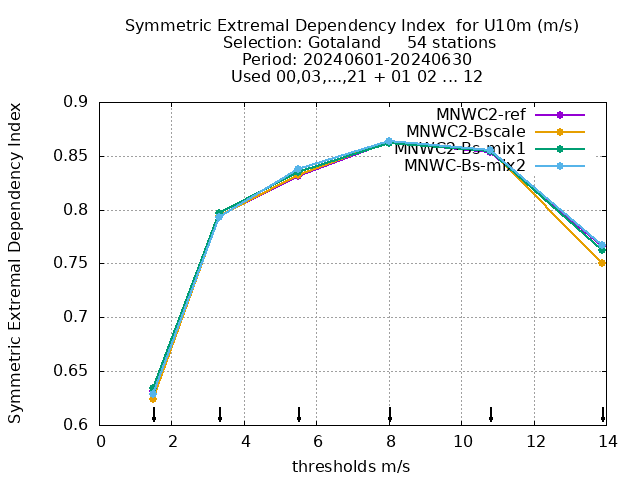 Symmetric Extremal Dependency Index  for U10m (m/s)
Selection: Gotaland     54 stations
Period: 20240601-20240630
Used 00,03,...,21 + 01 02 ... 12
Symmetric Extremal Dependency Index
0.9
0.85
0.8
0.75
0.7
0.65
0.6
MNWC2-ref
MNWC2-Bscale
MNWC2-Bs-mix1
MNWC-Bs-mix2
0 2 4 6 8 10 12 14
thresholds m/s